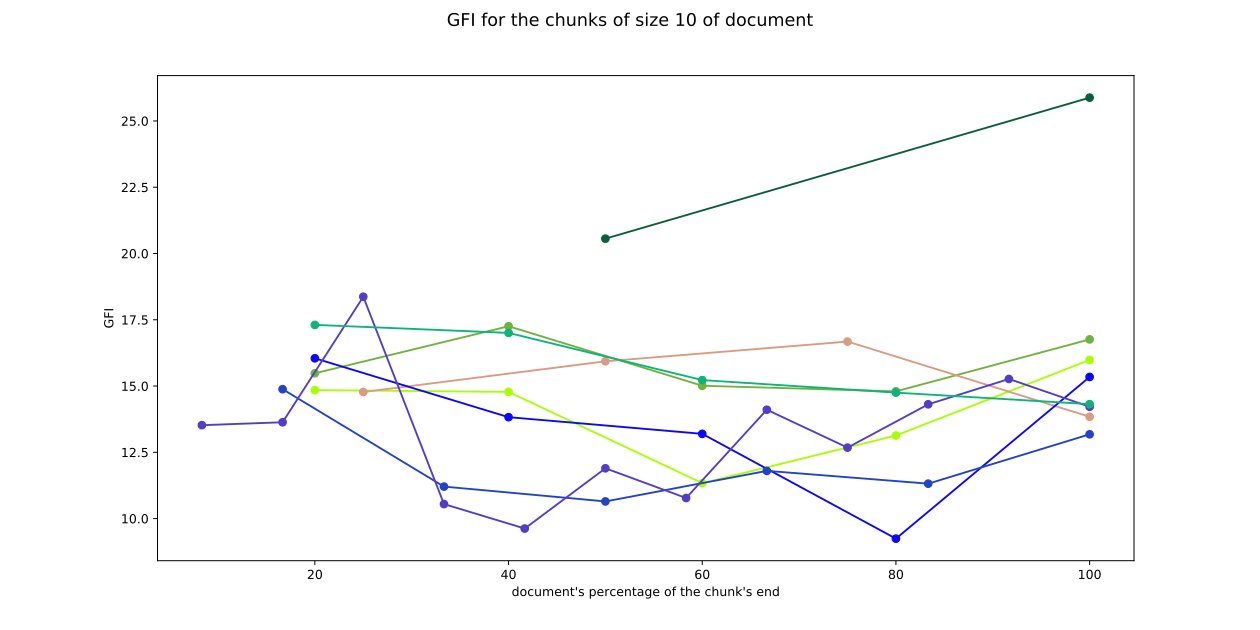 GFI for the chunks of size 10 of document
25.0
22.5
20.0
17.5
15.0
12.5
10.0
GFI
20 40 60 80 100
document's percentage of the chunk's end